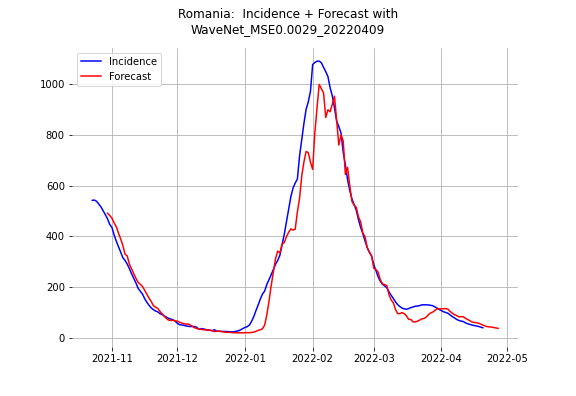 Romania:  Incidence + Forecast with
WaveNet_MSE0.0029_20220409
Incidence
Forecast
1000
800
600
400
200
0
2021-11 2021-12 2022-01 2022-02 2022-03 2022-04 2022-05